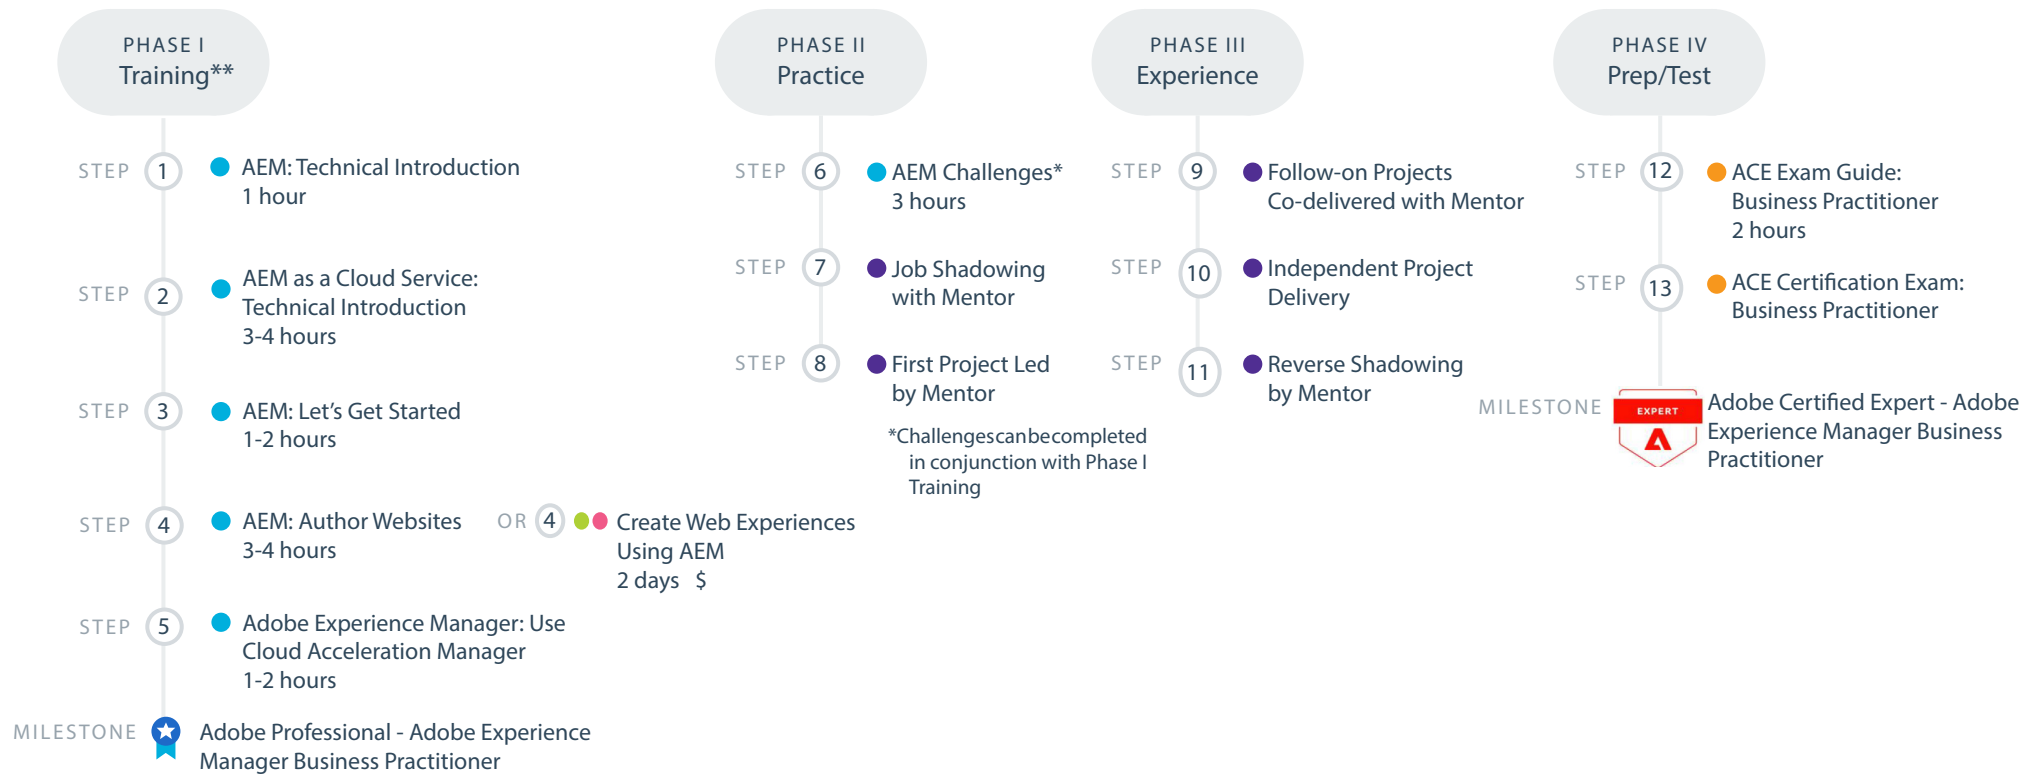 PHASE I
Training**
STEP 1 AEM: Technical Introduction
1 hour
STEP 2 AEM as a Cloud Service:
Technical Introduction
3-4 hours
STEP 3 AEM: Let's Get Started
1-2 hours
STEP 4 AEM: Author Websites
3-4 hours
OR 4 Create Web Experiences
Using AEM
2 days $
STEP 5 Adobe Experience Manager: Use
Cloud Acceleration Manager
1-2 hours
MILESTONE Adobe Professional - Adobe Experience
Manager Business Practitioner
PHASE II
Practice
STEP 6 AEM Challenges*
3 hours
STEP 7 Job Shadowing
with Mentor
STEP 8 First Project Led
by Mentor
*Challenges can be completed
in conjunction with Phase I
Training
PHASE III
Experience
STEP 9 Follow-on Projects
Co-delivered with Mentor
STEP 10 Independent Project
Delivery
STEP 11 Reverse Shadowing
by Mentor
PHASE IV
Prep/Test
STEP 12 ACE Exam Guide:
Business Practitioner
2 hours
STEP 13 ACE Certification Exam:
Business Practitioner
MILESTONE EXPERT Adobe Certified Expert - Adobe
Experience Manager Business
Practitioner